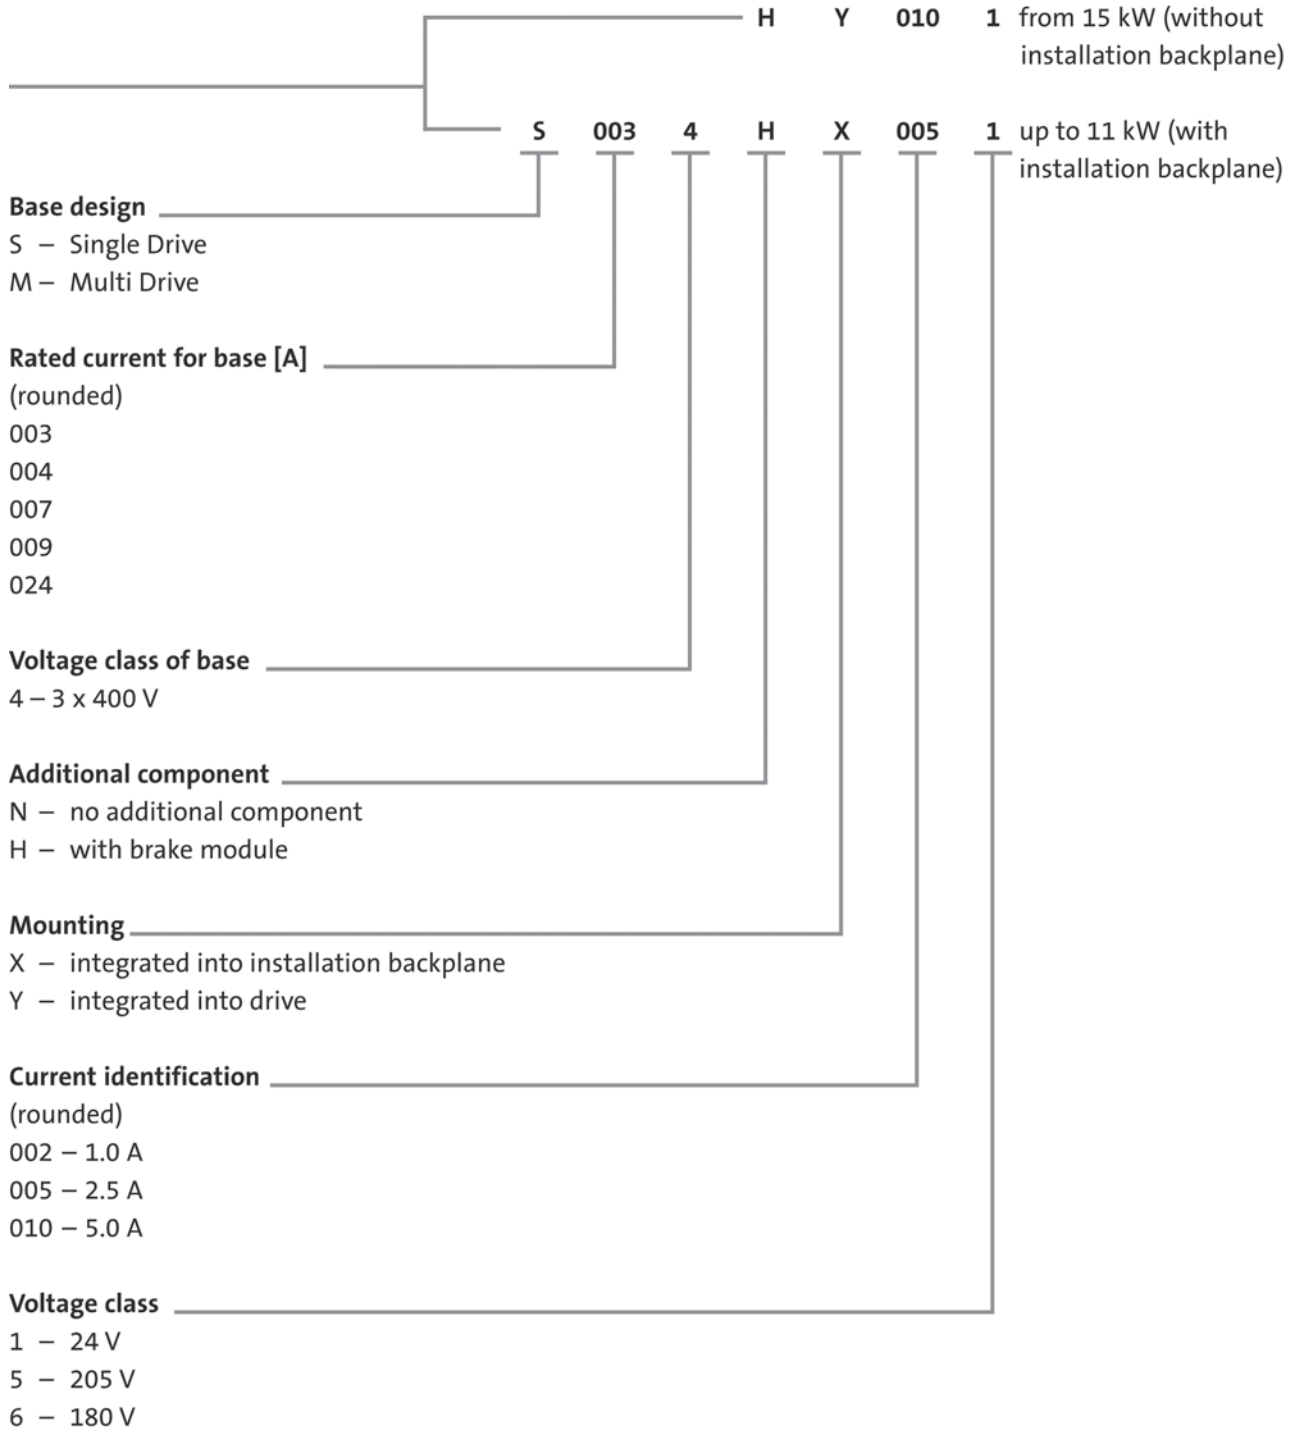 H Y 010 1 from 15 kW (without
installation backplane)
S 003 4 H X 005 1 up to 11 kW (with
installation backplane)
Base design
S – Single Drive
M – Multi Drive
Rated current for base [A]
(rounded)
003
004
007
009
024
Voltage class of base
4 – 3 x 400 V
Additional component
N – no additional component
H – with brake module
Mounting
X – integrated into installation backplane
Y – integrated into drive
Current identification
(rounded)
002 – 1.0 A
005 – 2.5 A
010 – 5.0 A
Voltage class
1 – 24 V
5 – 205 V
6 – 180 V